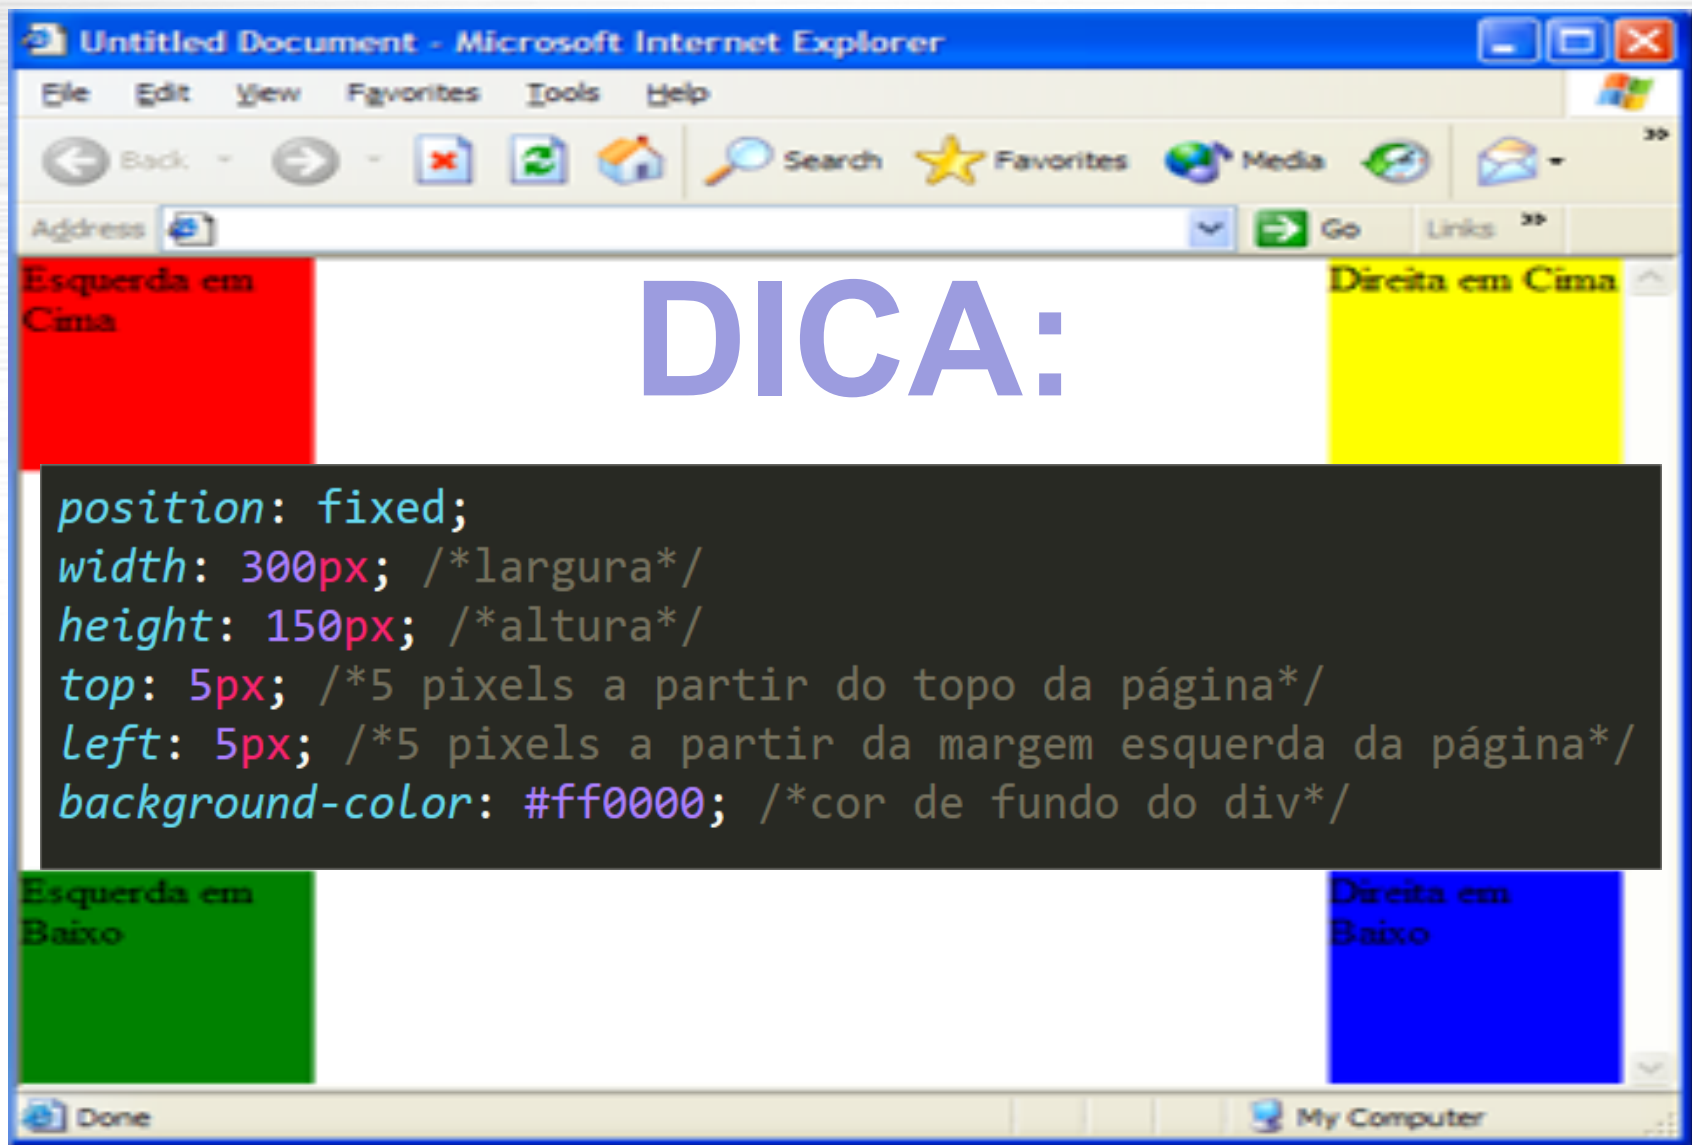 Untitled Document - Microsoft Internet Explorer
File Edit View Favorites Tools Help
Back Search Favorites Media
Address Go Links
Esquerda em
Cima
DICA:
Direita em Cima
position: fixed;
width: 300px; /*largura*/
height: 150px; /*altura*/
top: 5px; /*5 pixels a partir do topo da página*/
left: 5px; /*5 pixels a partir da margem esquerda da página*/
background-color: #ff0000; /*cor de fundo do div*/
Esquerda em
Baixo
Direita em
Baixo
Done My Computer